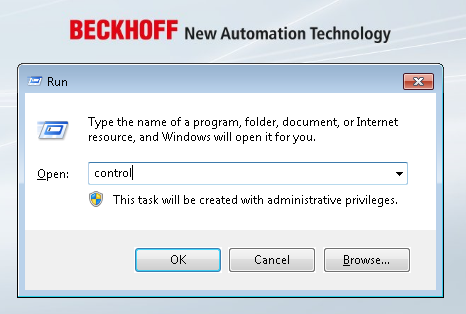 BECKHOFF New Automation Technology
Run
Type the name of a program, folder, document, or Internet
resource, and Windows will open it for you.
Open: control
This task will be created with administrative privileges.
OK Cancel Browse...